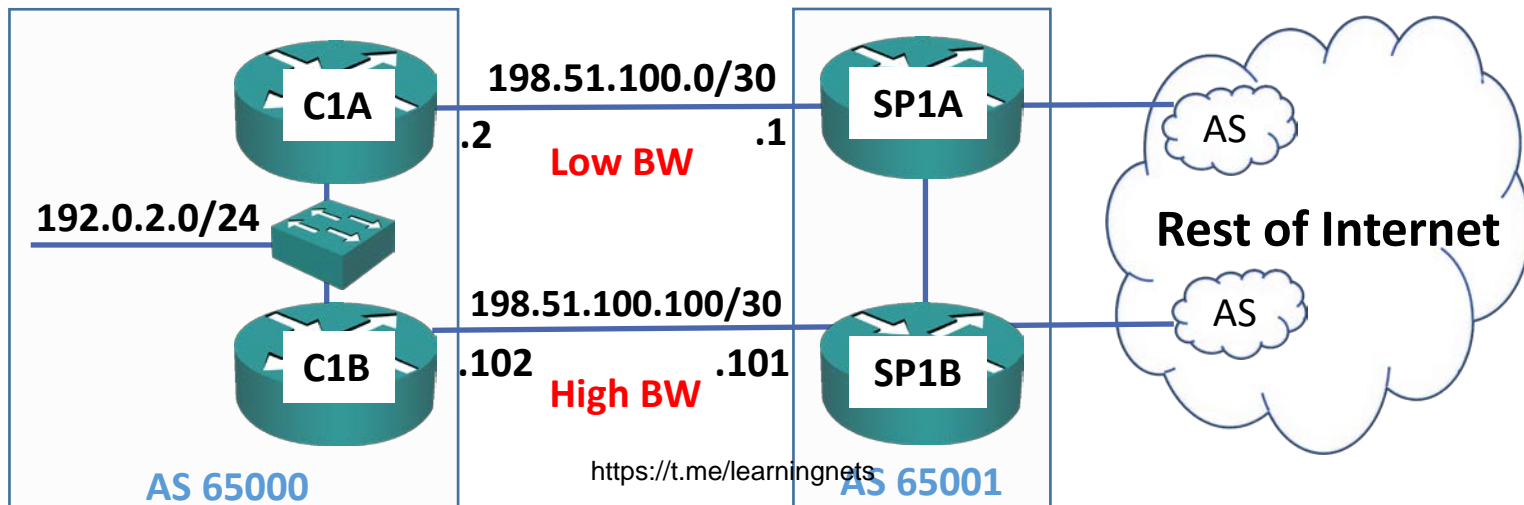 C1A
198.51.100.0/30
SP1A
.2
.1
Low BW
AS
192.0.2.0/24
Rest of Internet
198.51.100.100/30
AS
C1B
.102
.101
SP1B
High BW
https://t.me/learningnets
AS 65000
AS 65001